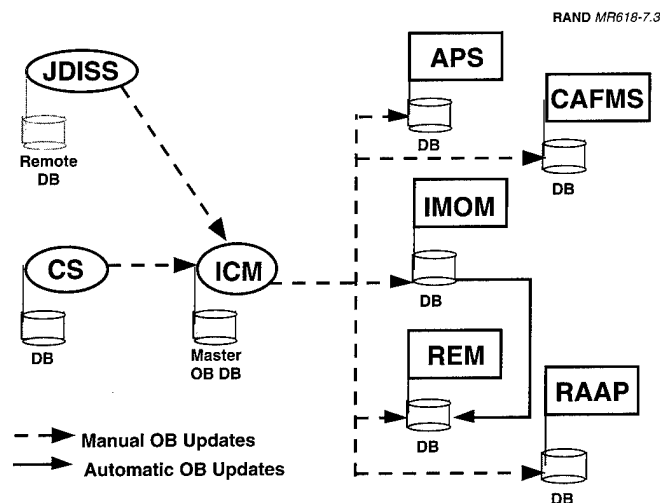 RAND MR618-7.3
JDISS
Remote
DB
CS
DB
ICM
Master
OB DB
APS
DB
CAFMS
DB
IMOM
DB
REM
DB
RAAP
DB
Manual OB Updates
Automatic OB Updates